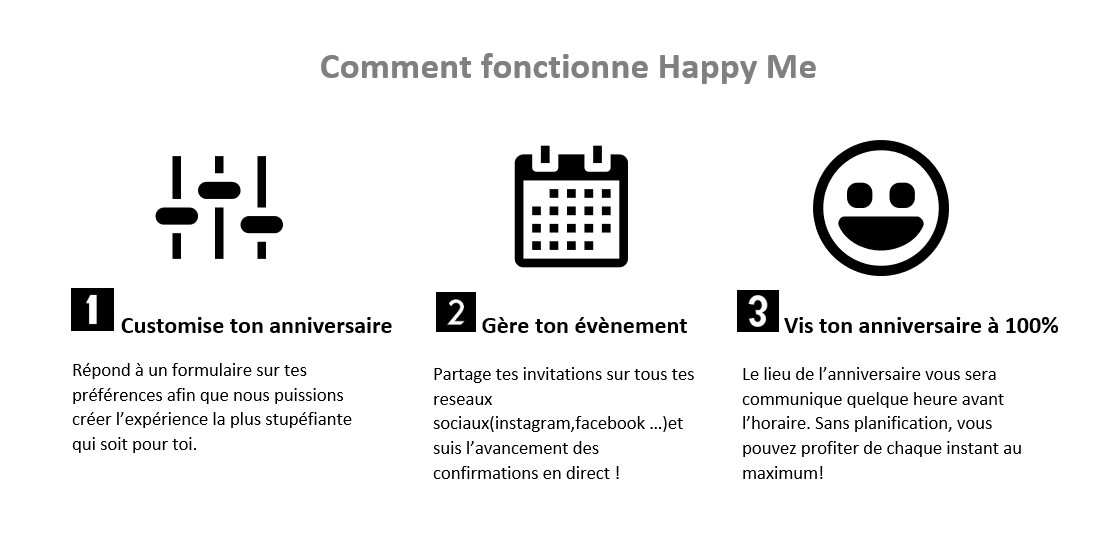 Comment fonctionne Happy Me
1 Customise ton anniversaire
Répond à un formulaire sur tes
préférences afin que nous puissions
créer l’expérience la plus stupéfiante
qui soit pour toi.
2 Gère ton évènement
Partage tes invitations sur tous tes
reseaux
sociaux(instagram,facebook …)et
suis l’avancement des
confirmations en direct !
3 Vis ton anniversaire à 100%
Le lieu de l’anniversaire vous sera
communique quelque heure avant
l’horaire. Sans planification, vous
pouvez profiter de chaque instant au
maximum!